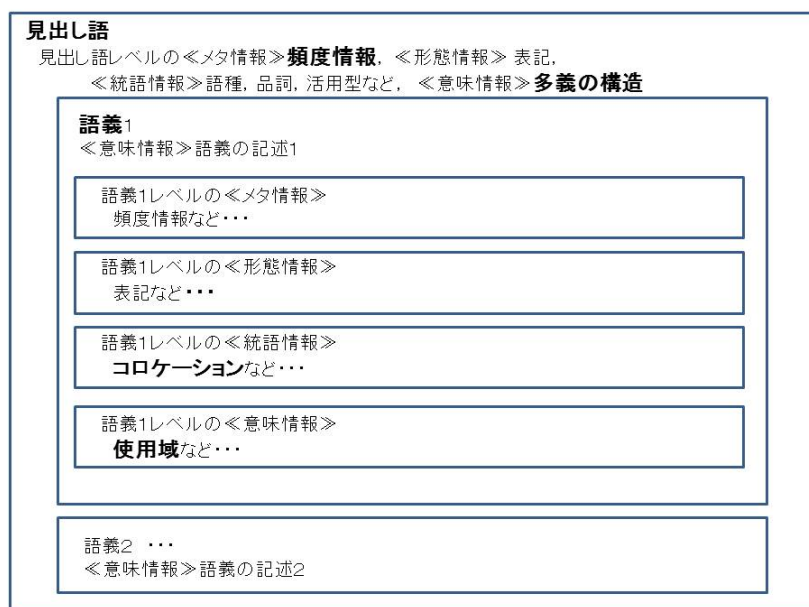 見出し語
見出し語レベルの≪メタ情報≫頻度情報, ≪形態情報≫ 表記,
≪統語情報≫語種, 品詞, 活用型など, ≪意味情報≫多義の構造
語義1
≪意味情報≫語義の記述1
語義1レベルの≪メタ情報≫
頻度情報など・・・
語義1レベルの≪形態情報≫
表記など・・・
語義1レベルの≪統語情報≫
コロケーションなど・・・
語義1レベルの≪意味情報≫
使用域など・・・
語義2 ・・・
≪意味情報≫語義の記述2